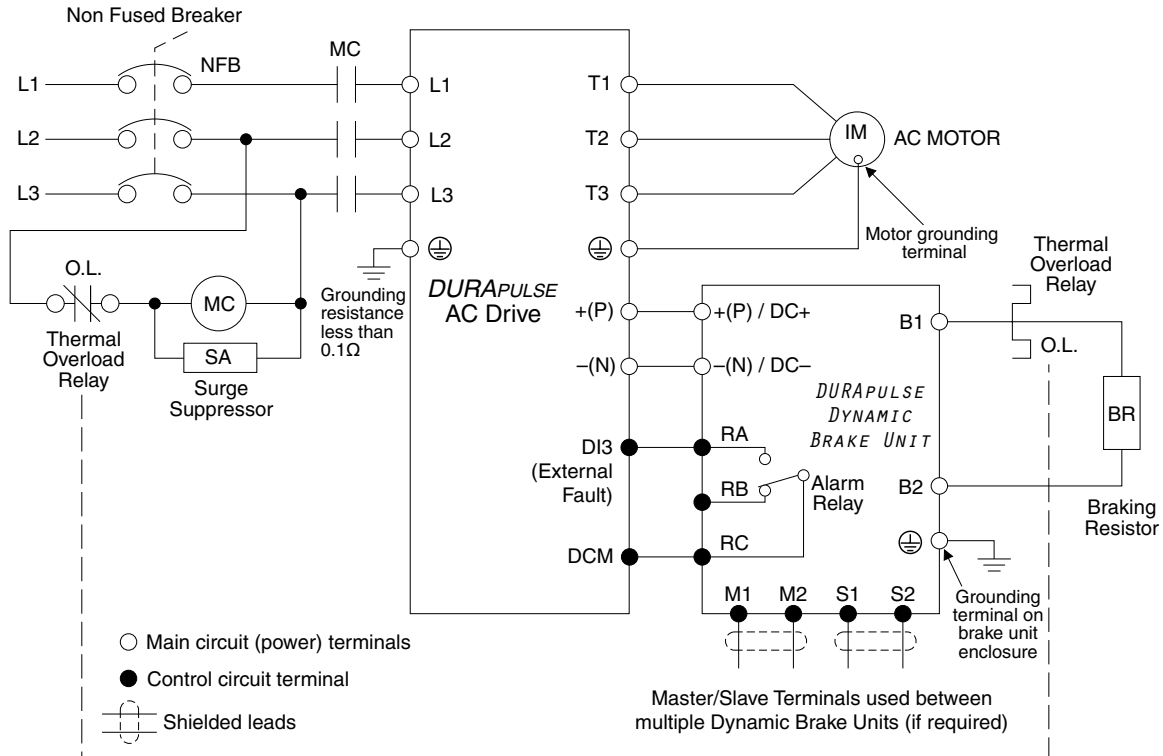 Non Fused Breaker
NFB
MC
L1
L2
L3
L1
L2
L3
T1
T2
T3
IM
AC MOTOR
Motor grounding
terminal
O.L.
MC
SA
Thermal
Overload
Relay
Surge
Suppressor
Grounding
resistance
less than
0.1Ω
DURAPULSE
AC Drive
+(P)
–(N)
DI3
(External
Fault)
DCM
+(P) / DC+
–(N) / DC–
DURAPULSE
DYNAMIC
BRAKE UNIT
RA
RB
RC
Alarm
Relay
B1
B2
Thermal
Overload
Relay
O.L.
BR
Braking
Resistor
M1
M2
S1
S2
Grounding
terminal on
brake unit
enclosure
Main circuit (power) terminals
Control circuit terminal
Shielded leads
Master/Slave Terminals used between
multiple Dynamic Brake Units (if required)